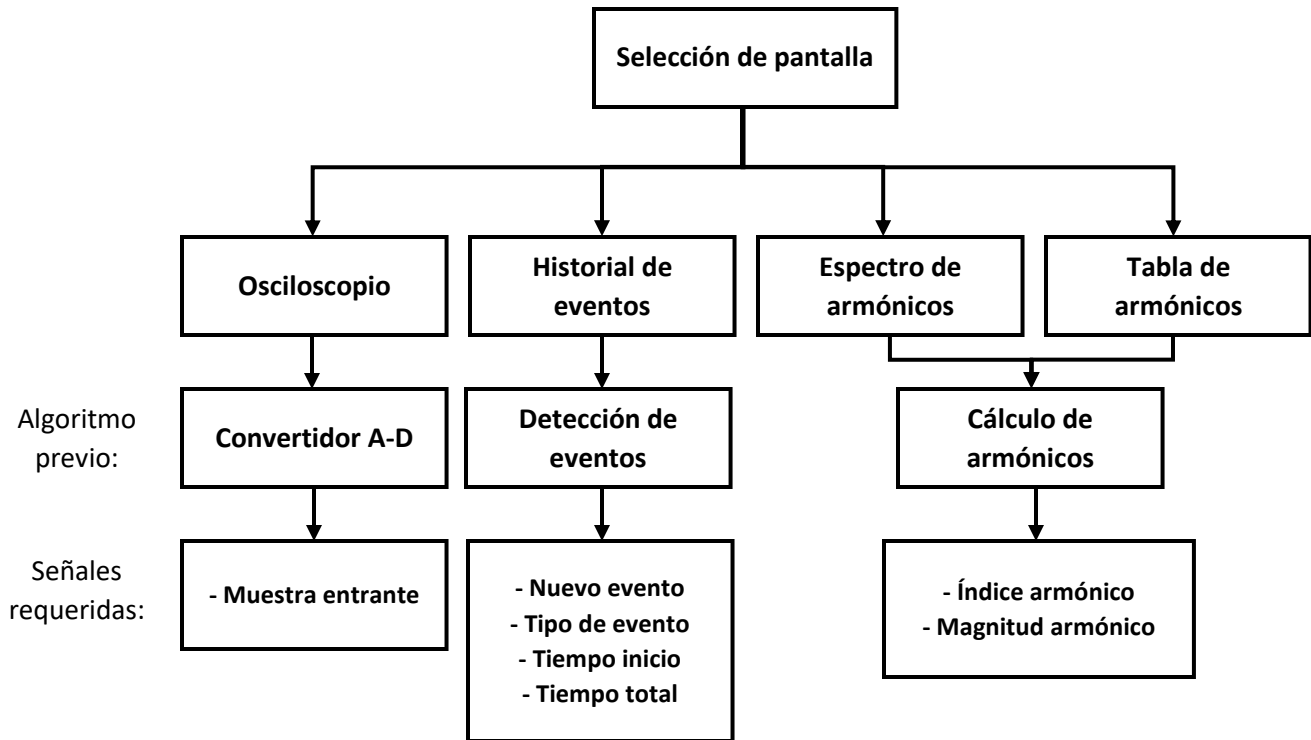 Selección de pantalla
Osciloscopio
Historial de
eventos
Espectro de
armónicos
Tabla de
armónicos
Algoritmo
previo:
Convertidor A-D
Detección de
eventos
Cálculo de
armónicos
Señales
requeridas:
- Muestra entrante
- Nuevo evento
- Tipo de evento
- Tiempo inicio
- Tiempo total
- Índice armónico
- Magnitud armónico